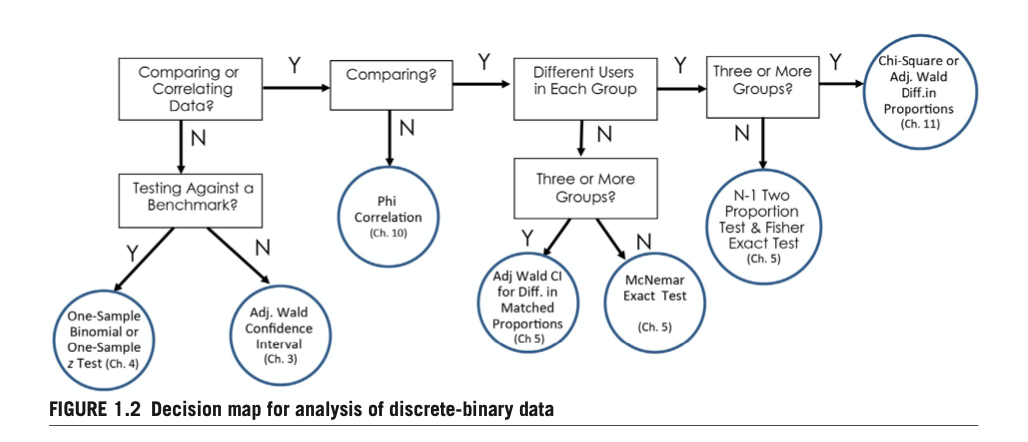 Comparing or
Correlating
Data?
Y
Comparing?
Y
Different Users
in Each Group
Y
Three or More
Groups?
Y
Chi-Square or
Adj. Wald
Diff.in
Proportions
(Ch. 11)
N
N
N
N
Testing Against a
Benchmark?
Phi
Correlation
(Ch. 10)
Three or More
Groups?
N-1 Two
Proportion
Test & Fisher
Exact Test
(Ch. 5)
Y
N
Y
N
One-Sample
Binomial or
One-Sample
z Test (Ch. 4)
Adj. Wald
Confidence
Interval
(Ch. 3)
Adj Wald CI
for Diff. in
Matched
Proportions
(Ch 5)
McNemar
Exact Test
(Ch. 5)
FIGURE 1.2 Decision map for analysis of discrete-binary data